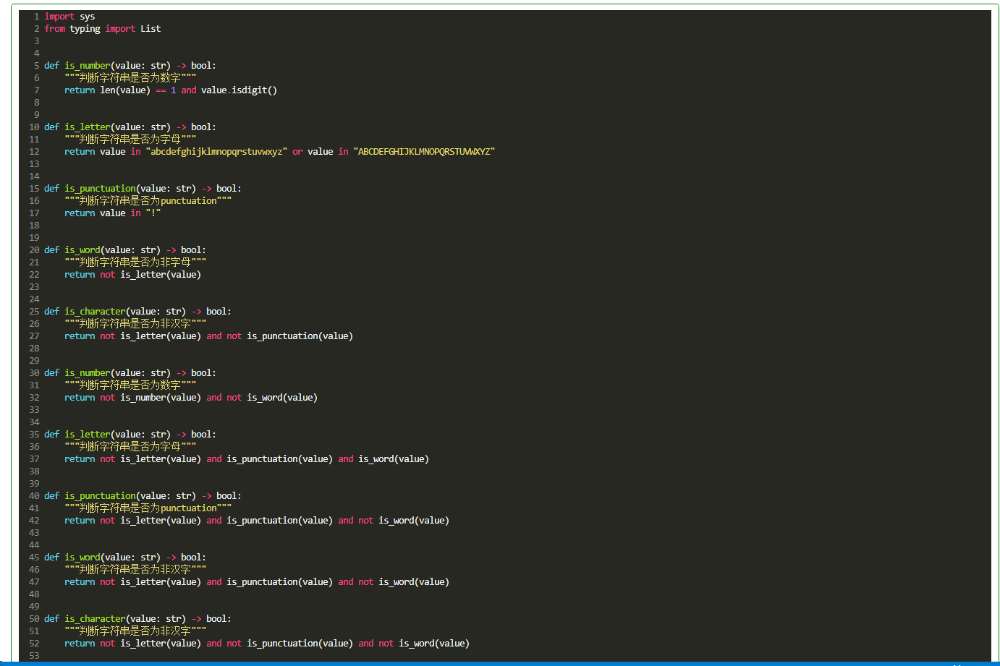 1 import sys
2 from typing import List
3
4
5 def is_number(value: str) -> bool:
6     """判断字符串是否为数字"""
7     return len(value) == 1 and value.isdigit()
8
9
10 def is_letter(value: str) -> bool:
11     """判断字符串是否为字母"""
12     return value in "abcdefghijklmnopqrstuvwxyz" or value in "ABCDEFGHIJKLMNOPQRSTUVWXYZ"
13
14
15 def is_punctuation(value: str) -> bool:
16     """判断字符串是否为punctuation"""
17     return value in "!"
18
19
20 def is_word(value: str) -> bool:
21     """判断字符串是否为非字母"""
22     return not is_letter(value)
23
24
25 def is_character(value: str) -> bool:
26     """判断字符串是否为非汉字"""
27     return not is_letter(value) and not is_punctuation(value)
28
29
30 def is_number(value: str) -> bool:
31     """判断字符串是否为数字"""
32     return not is_number(value) and not is_word(value)
33
34
35 def is_letter(value: str) -> bool:
36     """判断字符串是否为字母"""
37     return not is_letter(value) and is_punctuation(value) and is_word(value)
38
39
40 def is_punctuation(value: str) -> bool:
41     """判断字符串是否为punctuation"""
42     return not is_letter(value) and is_punctuation(value) and not is_word(value)
43
44
45 def is_word(value: str) -> bool:
46     """判断字符串是否为非汉字"""
47     return not is_letter(value) and is_punctuation(value) and not is_word(value)
48
49
50 def is_character(value: str) -> bool:
51     """判断字符串是否为非汉字"""
52     return not is_letter(value) and not is_punctuation(value) and not is_word(value)
53